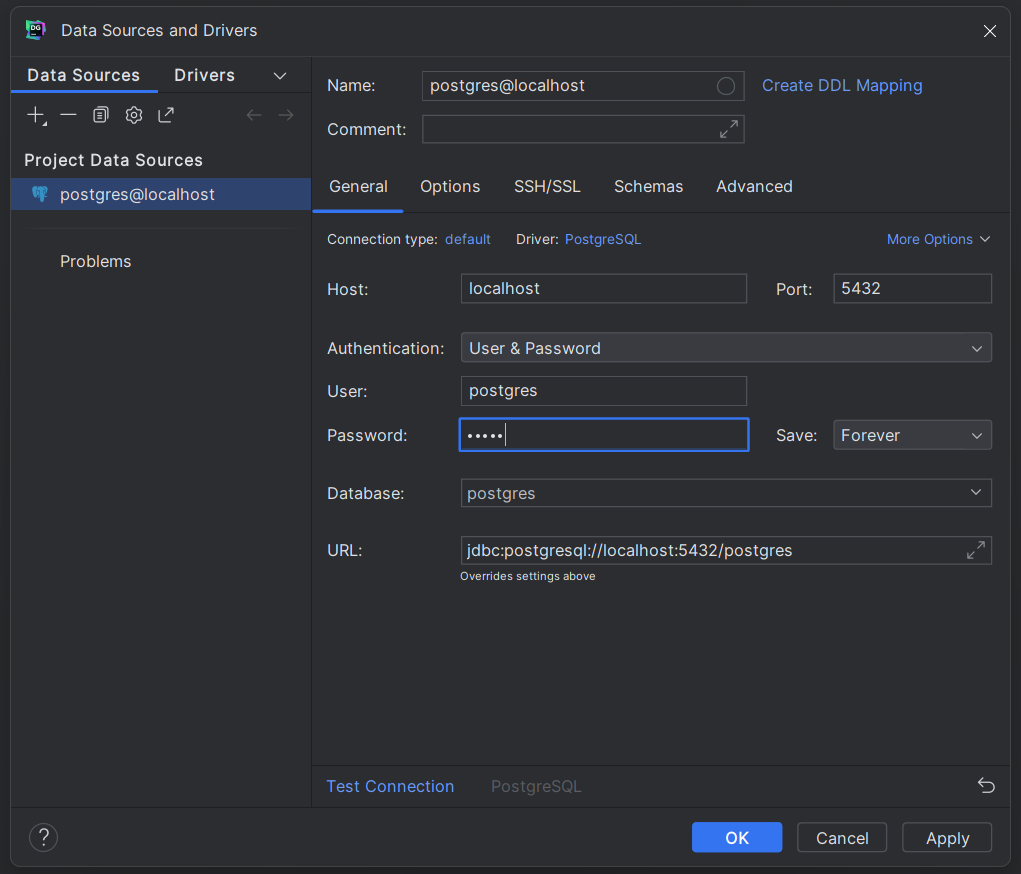 DG Data Sources and Drivers
Data Sources Drivers
Project Data Sources
postgres@localhost
Problems
Name: postgres@localhost Create DDL Mapping
Comment:
General Options SSH/SSL Schemas Advanced
Connection type: default Driver: PostgreSQL More Options
Host: localhost Port: 5432
Authentication: User & Password
User: postgres
Password: ••••• Save: Forever
Database: postgres
URL: jdbc:postgresql://localhost:5432/postgres
Overrides settings above
Test Connection PostgreSQL
? OK Cancel Apply